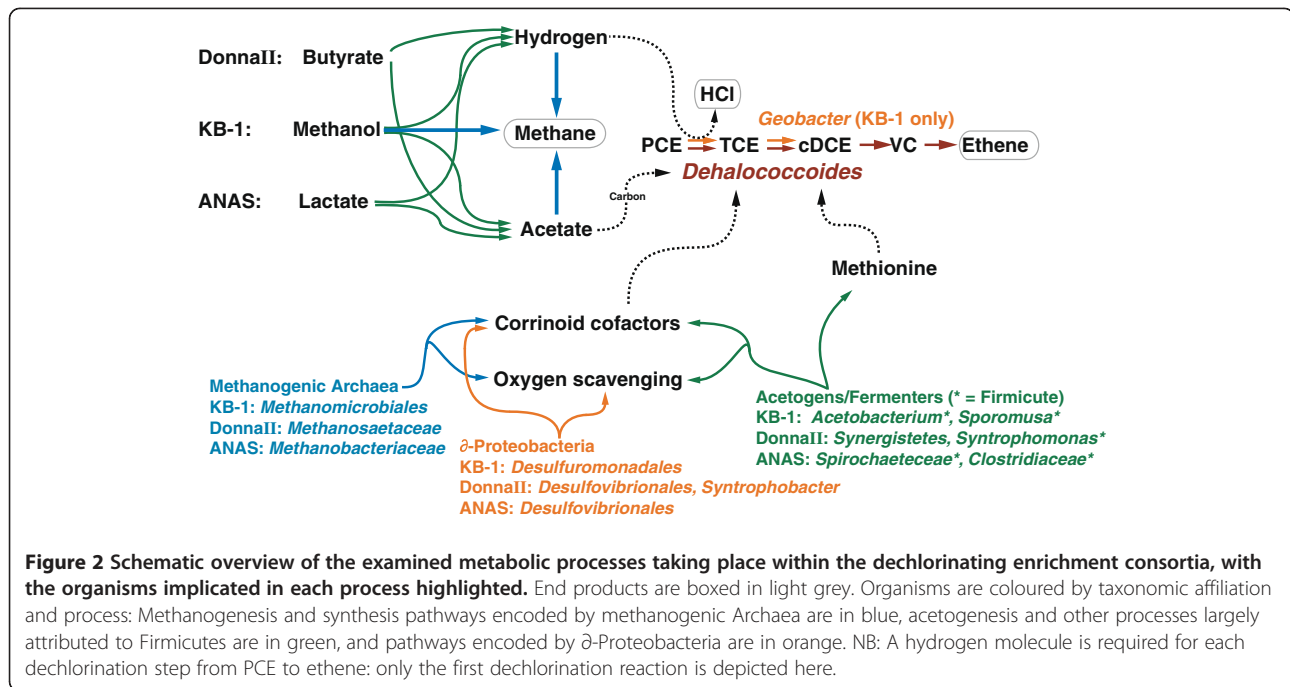 DonnaII: Butyrate
Hydrogen
HCl
Geobacter (KB-1 only)
KB-1: Methanol
Methane
PCE TCE cDCE VC Ethene
Dehalococcoides
Carbon
ANAS: Lactate
Acetate
Methionine
Corrinoid cofactors
Oxygen scavenging
Methanogenic Archaea
KB-1: Methanomicrobiales
DonnaII: Methanosaetaceae
ANAS: Methanobacteriaceae
∂-Proteobacteria
KB-1: Desulfuromonadales
DonnaII: Desulfovibrionales, Syntrophobacter
ANAS: Desulfovibrionales
Acetogens/Fermenters (* = Firmicute)
KB-1: Acetobacterium*, Sporomusa*
DonnaII: Synergistetes, Syntrophomonas*
ANAS: Spirochaeteceae*, Clostridiaceae*
Figure 2 Schematic overview of the examined metabolic processes taking place within the dechlorinating enrichment consortia, with
the organisms implicated in each process highlighted. End products are boxed in light grey. Organisms are coloured by taxonomic affiliation
and process: Methanogenesis and synthesis pathways encoded by methanogenic Archaea are in blue, acetogenesis and other processes largely
attributed to Firmicutes are in green, and pathways encoded by ∂-Proteobacteria are in orange. NB: A hydrogen molecule is required for each
dechlorination step from PCE to ethene: only the first dechlorination reaction is depicted here.